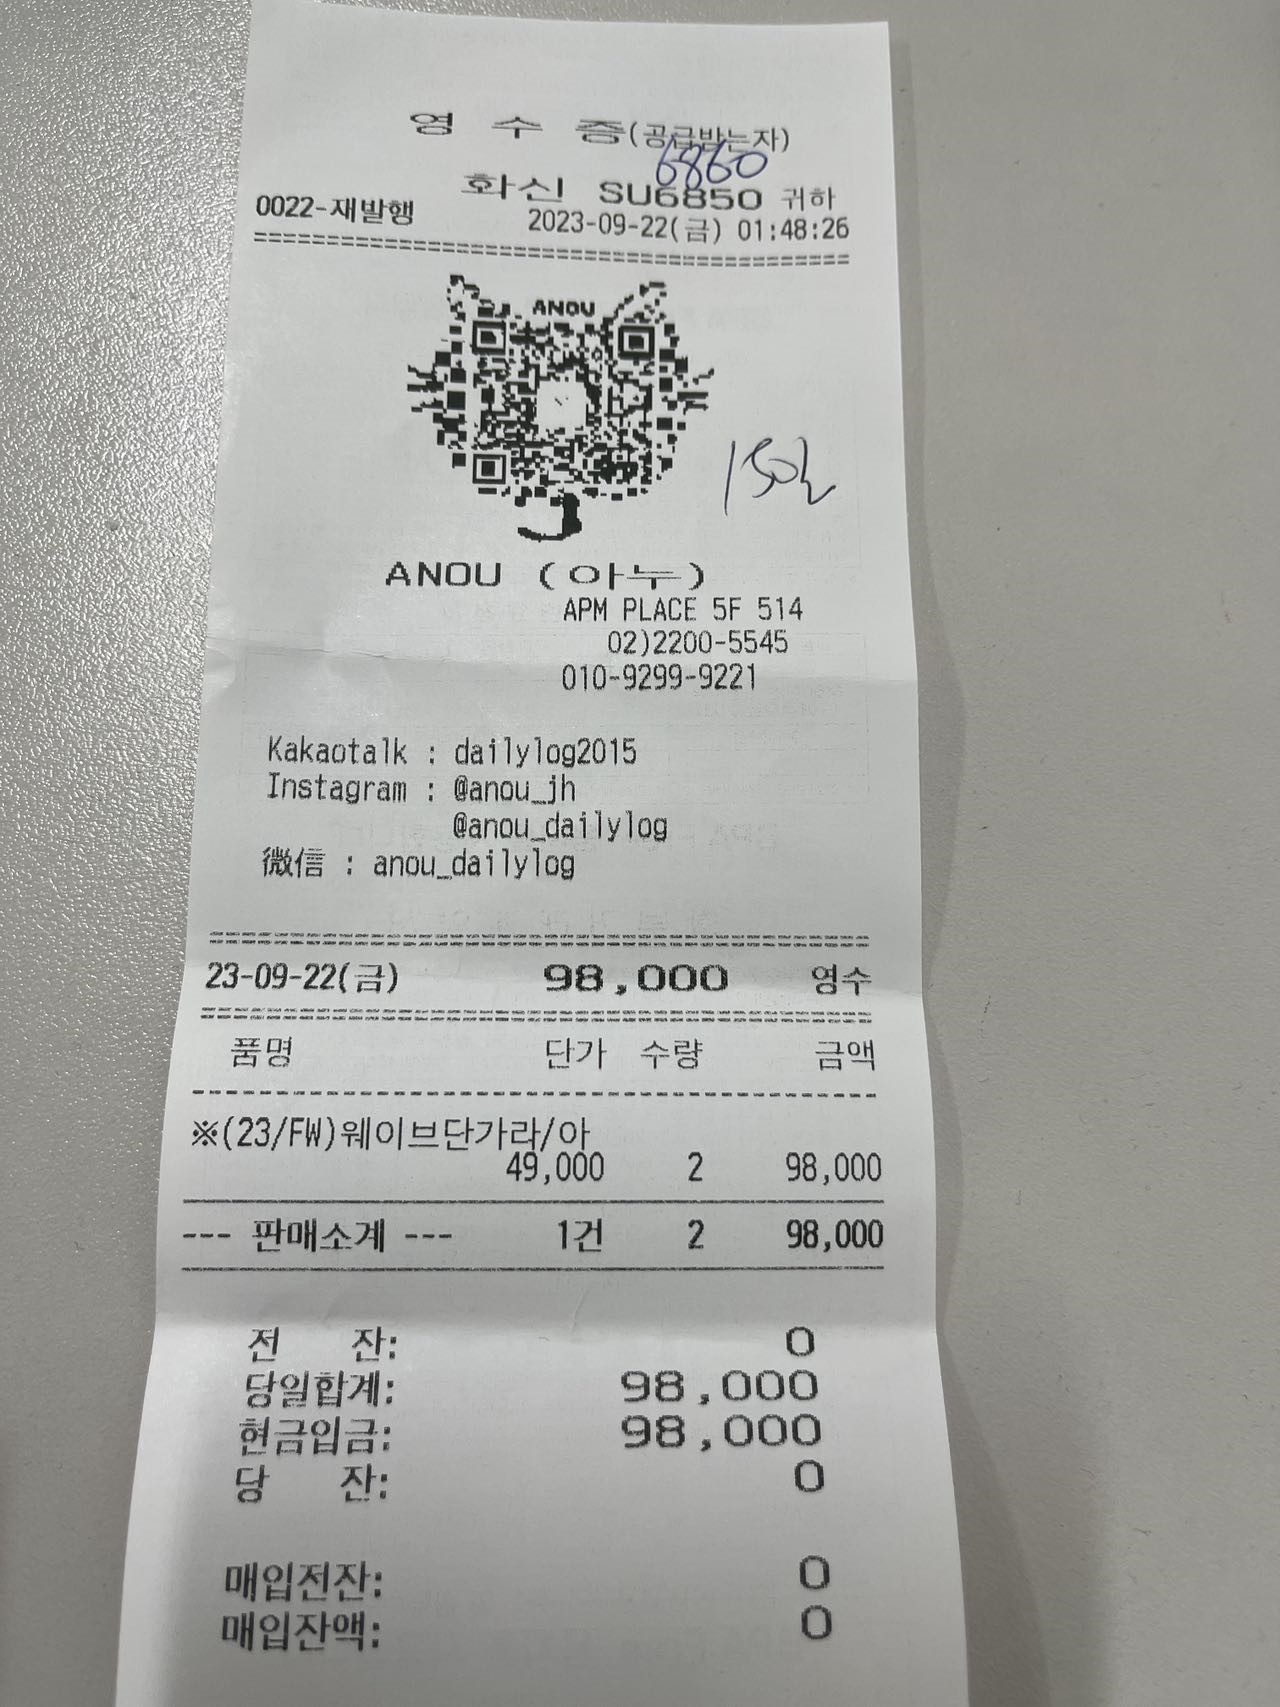 영 수 증(공급받는자)
6860
화신 SU6850 귀하
0022-재발행 2023-09-22(금) 01:48:26
ANOU
ANOU (아누)
APM PLACE 5F 514
02)2200-5545
010-9299-9221
Kakaotalk : dailylog2015
Instagram : @anou_jh
@anou_dailylog
微信 : anou_dailylog
23-09-22(금) 98,000 영수
품명 단가 수량 금액
※(23/FW)웨이브단가라/아
49,000 2 98,000
--- 판매소계 --- 1건 2 98,000
전 잔: 0
당일합계: 98,000
현금입금: 98,000
당 잔: 0
매입전잔: 0
매입잔액: 0